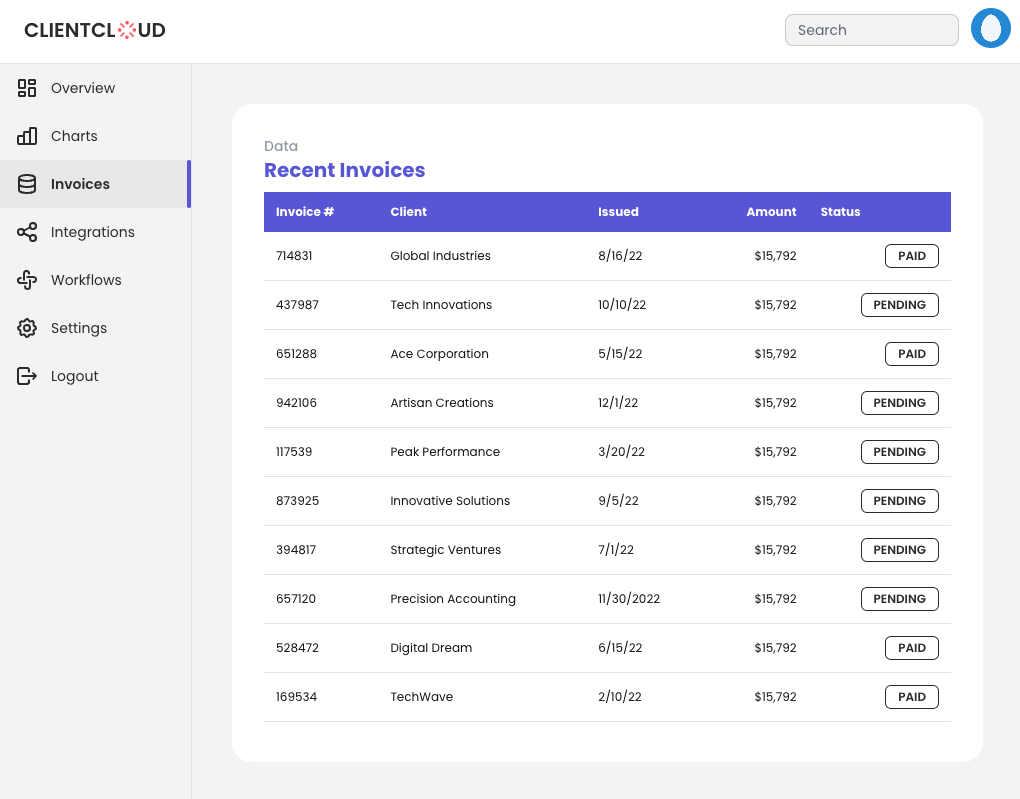 CLIENTCLOUD
Search
Overview
Charts
Invoices
Integrations
Workflows
Settings
Logout
Data
Recent Invoices
Invoice # Client Issued Amount Status
714831 Global Industries 8/16/22 $15,792 PAID
437987 Tech Innovations 10/10/22 $15,792 PENDING
651288 Ace Corporation 5/15/22 $15,792 PAID
942106 Artisan Creations 12/1/22 $15,792 PENDING
117539 Peak Performance 3/20/22 $15,792 PENDING
873925 Innovative Solutions 9/5/22 $15,792 PENDING
394817 Strategic Ventures 7/1/22 $15,792 PENDING
657120 Precision Accounting 11/30/2022 $15,792 PENDING
528472 Digital Dream 6/15/22 $15,792 PAID
169534 TechWave 2/10/22 $15,792 PAID